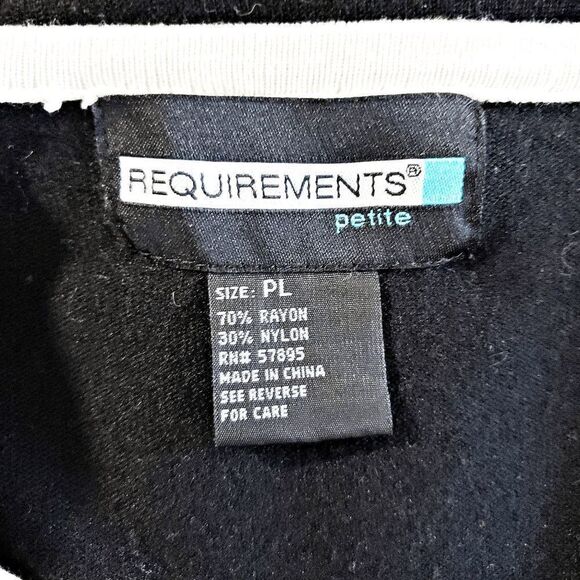 REQUIREMENTS®
petite
SIZE: PL
70% RAYON
30% NYLON
RN# 57895
MADE IN CHINA
SEE REVERSE
FOR CARE